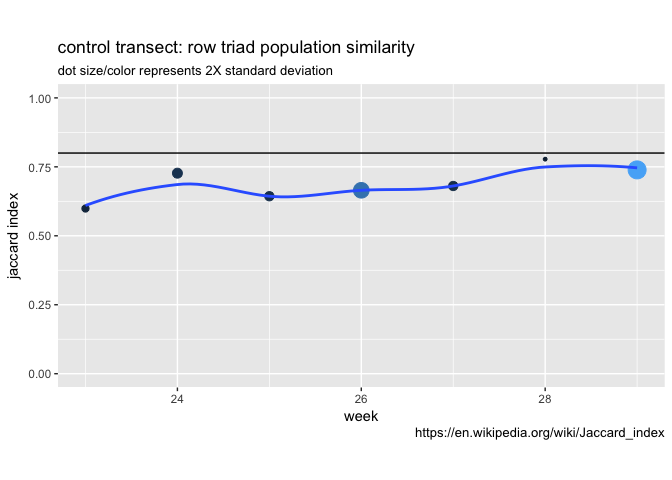 control transect: row triad population similarity
dot size/color represents 2X standard deviation
1.00
0.75
0.50
0.25
0.00
jaccard index
24
26
28
week
https://en.wikipedia.org/wiki/Jaccard_index